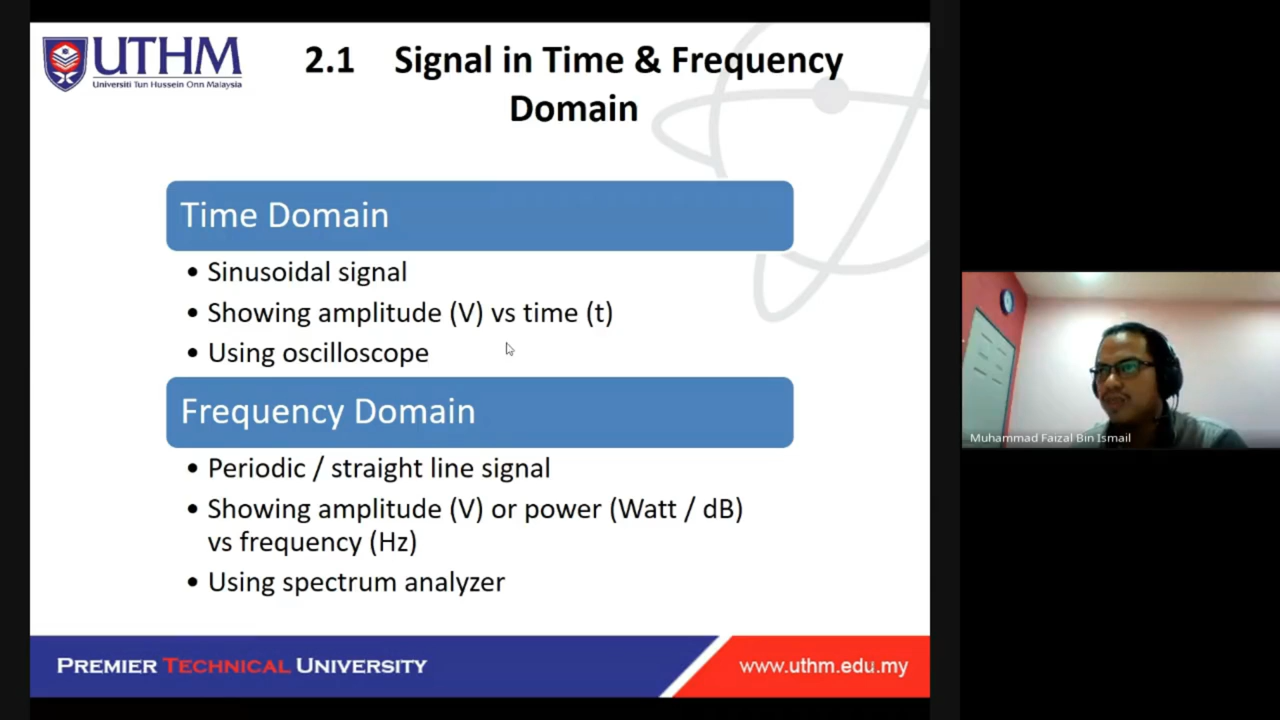 UTHM
Universiti Tun Hussein Onn Malaysia
2.1 Signal in Time & Frequency
Domain
Time Domain
• Sinusoidal signal
• Showing amplitude (V) vs time (t)
• Using oscilloscope
Frequency Domain
• Periodic / straight line signal
• Showing amplitude (V) or power (Watt / dB)
vs frequency (Hz)
• Using spectrum analyzer
Muhammad Faizal Bin Ismail
PREMIER TECHNICAL UNIVERSITY
www.uthm.edu.my